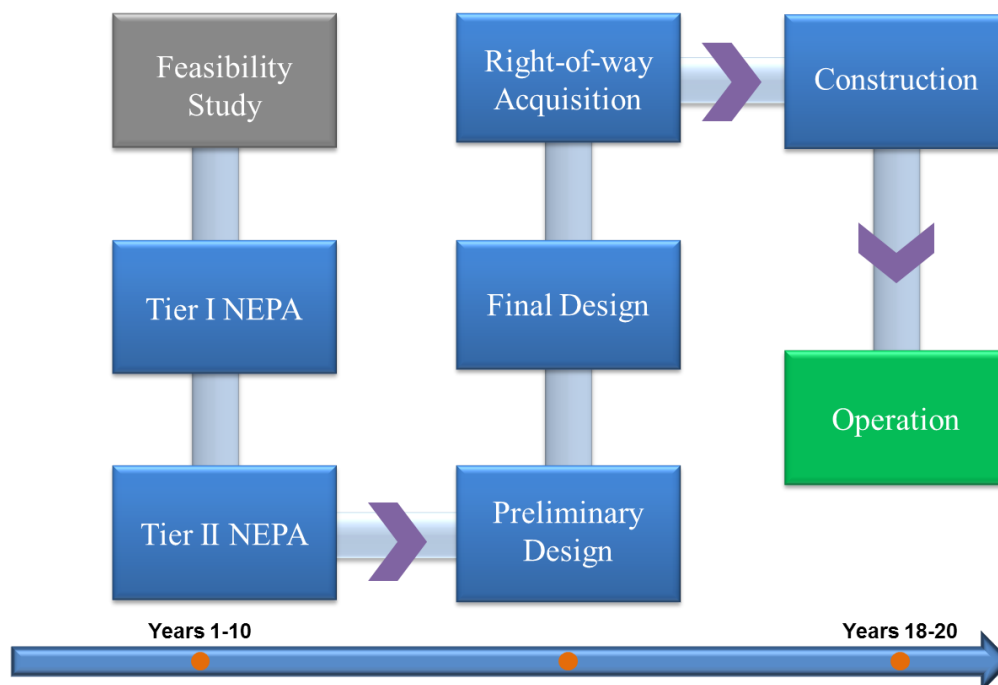 Feasibility
Study
Tier I NEPA
Tier II NEPA
Right-of-way
Acquisition
Final Design
Preliminary
Design
Construction
Operation
Years 1-10
Years 18-20